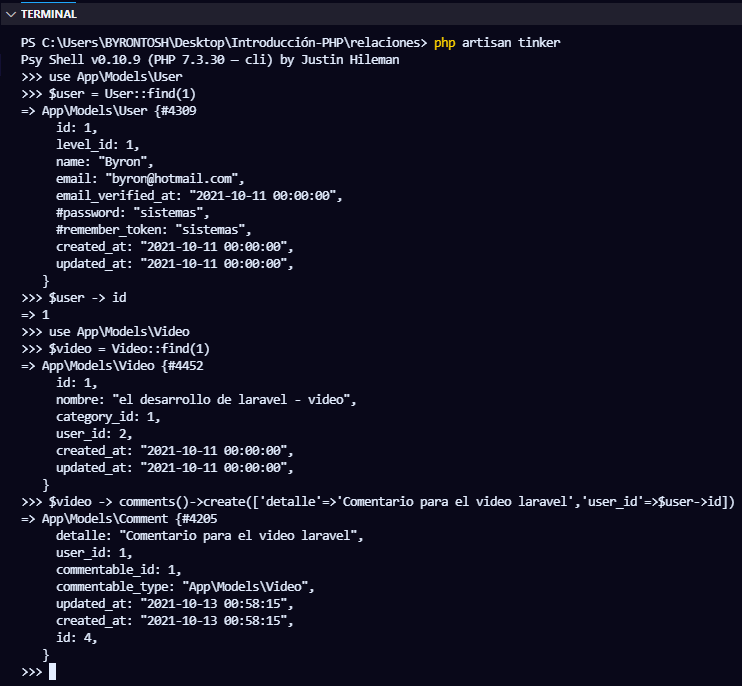 TERMINAL
PS C:\Users\BYRONTOSH\Desktop\Introducción-PHP\relaciones> php artisan tinker
Psy Shell v0.10.9 (PHP 7.3.30 — cli) by Justin Hileman
>>> use App\Models\User
>>> $user = User::find(1)
=> App\Models\User {#4309
     id: 1,
     level_id: 1,
     name: "Byron",
     email: "byron@hotmail.com",
     email_verified_at: "2021-10-11 00:00:00",
     #password: "sistemas",
     #remember_token: "sistemas",
     created_at: "2021-10-11 00:00:00",
     updated_at: "2021-10-11 00:00:00",
   }
>>> $user -> id
=> 1
>>> use App\Models\Video
>>> $video = Video::find(1)
=> App\Models\Video {#4452
     id: 1,
     nombre: "el desarrollo de laravel - video",
     category_id: 1,
     user_id: 2,
     created_at: "2021-10-11 00:00:00",
     updated_at: "2021-10-11 00:00:00",
   }
>>> $video -> comments()->create(['detalle'=>'Comentario para el video laravel','user_id'=>$user->id])
=> App\Models\Comment {#4205
     detalle: "Comentario para el video laravel",
     user_id: 1,
     commentable_id: 1,
     commentable_type: "App\Models\Video",
     updated_at: "2021-10-13 00:58:15",
     created_at: "2021-10-13 00:58:15",
     id: 4,
   }
>>>